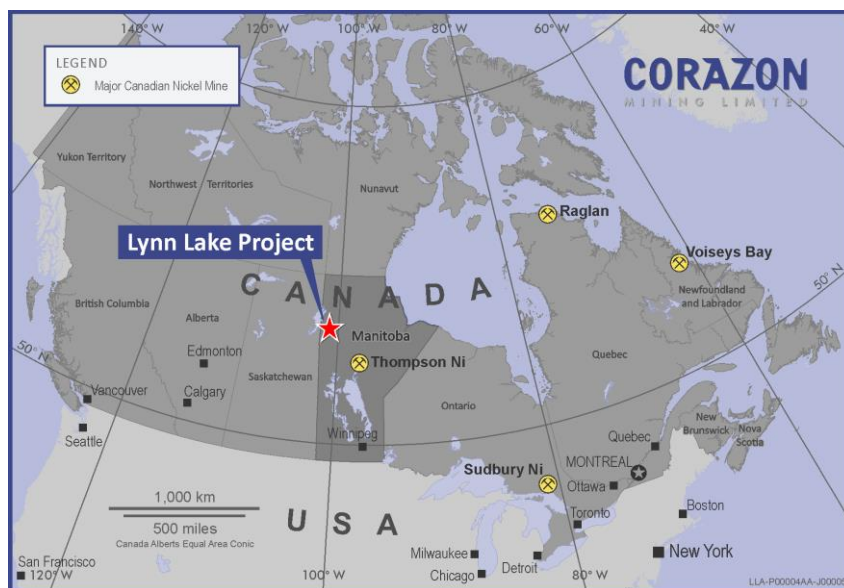 140° W
120° W
100° W
80° W
60° W
40° W
LEGEND
Major Canadian Nickel Mine
CORAZON
MINING LIMITED
Yukon Territory
Northwest Territories
Nunavut
Raglan
Lynn Lake Project
Voiseys Bay
50° N
CANADA
Newfoundland
and Labrador
British Columbia
Alberta
Manitoba
Edmonton
Thompson Ni
Quebec
Saskatchewan
50° N
Vancouver
Calgary
Ontario
New
Brunswick
Nova
Scotia
Seattle
Winnipeg
Quebec
Sudbury Ni
MONTREAL
Ottawa
1,000 km
500 miles
Canada Alberts Equal Area Conic
USA
Toronto
Boston
Milwaukee
Detroit
New York
San Francisco
120° W
100° W
Chicago
80° W
LLA-P00004AA-J00005